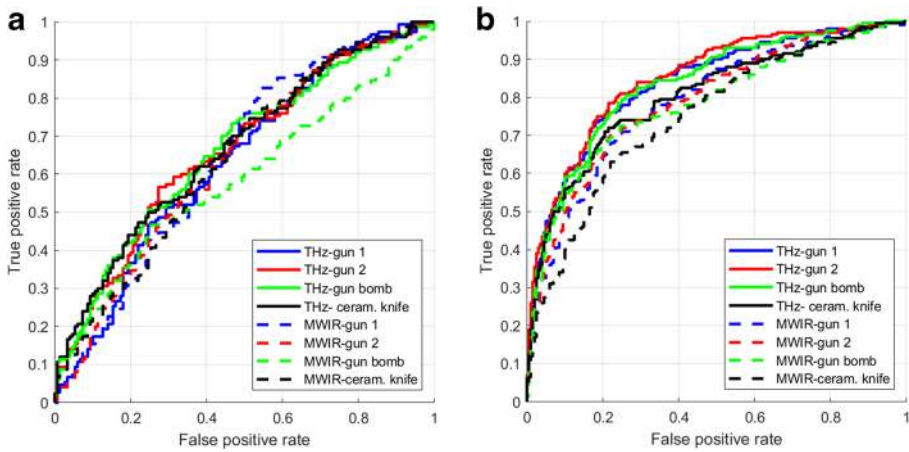 a
1
0.9
0.8
0.7
0.6
0.5
0.4
0.3
0.2
0.1
0
True positive rate
0 0.2 0.4 0.6 0.8 1
False positive rate
THz-gun 1
THz-gun 2
THz-gun bomb
THz- ceram. knife
MWIR-gun 1
MWIR-gun 2
MWIR-gun bomb
MWIR-ceram. knife
b
1
0.9
0.8
0.7
0.6
0.5
0.4
0.3
0.2
0.1
0
True positive rate
0 0.2 0.4 0.6 0.8 1
False positive rate
THz-gun 1
THz-gun 2
THz-gun bomb
THz- ceram. knife
MWIR-gun 1
MWIR-gun 2
MWIR-gun bomb
MWIR-ceram. knife